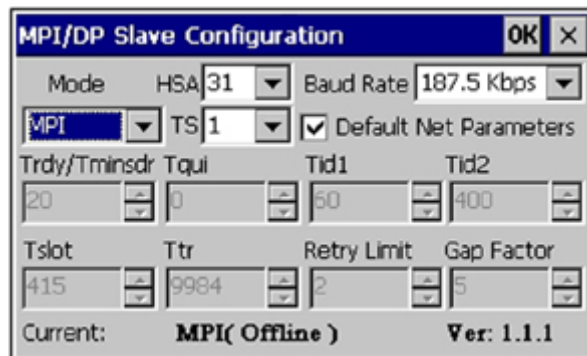 MPI/DP Slave Configuration OK ×
Mode HSA 31 Baud Rate 187.5 Kbps
MPI TS 1 Default Net Parameters
Trdy/Tminsdr Tqui Tid1 Tid2
20 0 60 400
Tslot Ttr Retry Limit Gap Factor
415 9984 2 5
Current: MPI( Offline ) Ver: 1.1.1